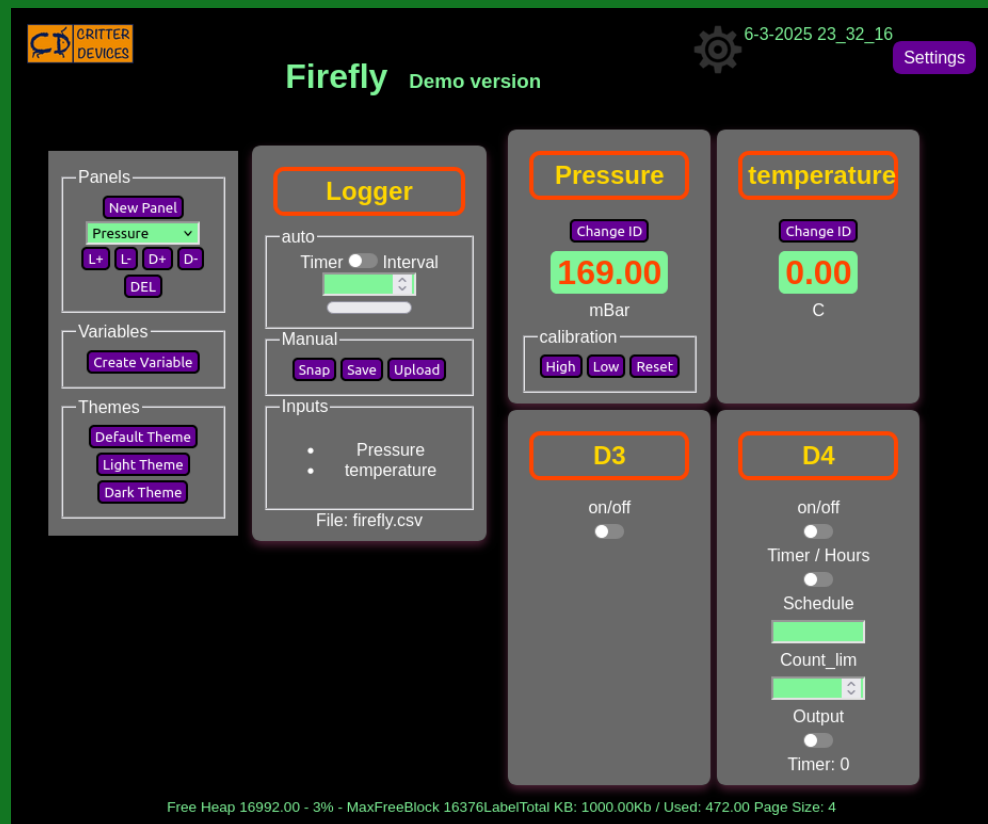 CD CRITTER
DEVICES
6-3-2025 23_32_16
Settings
Firefly Demo version
Panels
New Panel
Pressure
L+ L- D+ D-
DEL
Variables
Create Variable
Themes
Default Theme
Light Theme
Dark Theme
Logger
auto
Timer Interval
Manual
Snap Save Upload
Inputs
Pressure
temperature
File: firefly.csv
Pressure
Change ID
169.00
mBar
calibration
High Low Reset
temperature
Change ID
0.00
C
D3
on/off
D4
on/off
Timer / Hours
Schedule
Count_lim
Output
Timer: 0
Free Heap 16992.00 - 3% - MaxFreeBlock 16376LabelTotal KB: 1000.00Kb / Used: 472.00 Page Size: 4